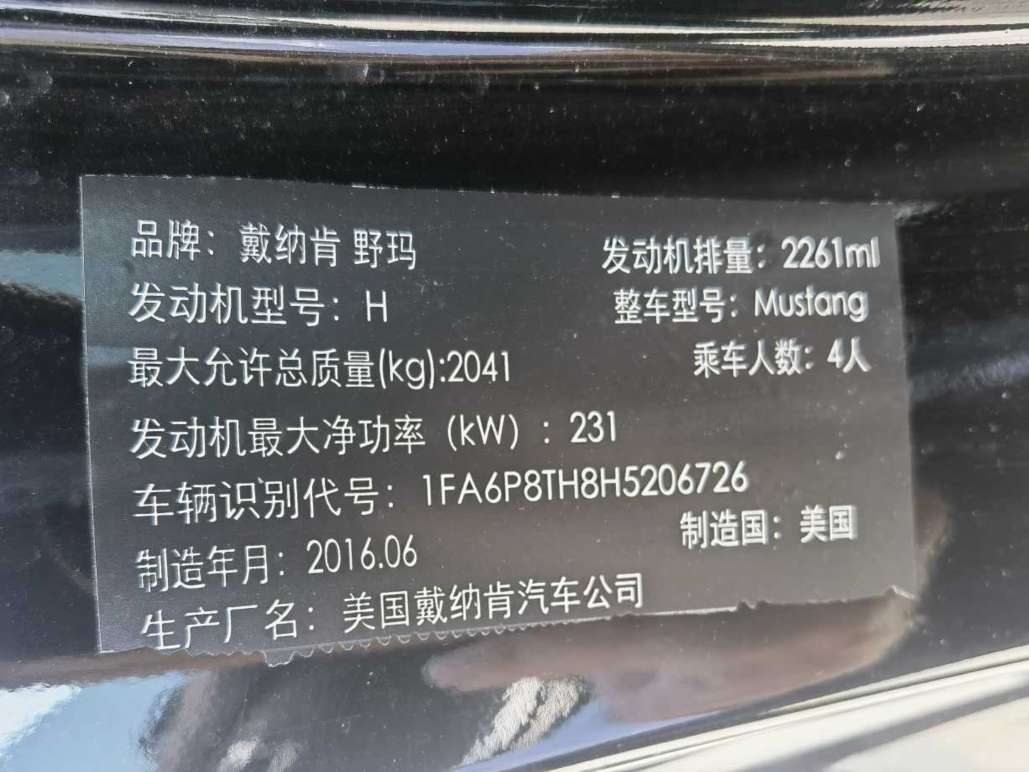 品牌：戴纳肯 野玛 发动机排量：2261ml
发动机型号：H 整车型号：Mustang
最大允许总质量(kg):2041 乘车人数：4人
发动机最大净功率（kW）：231
车辆识别代号：1FA6P8TH8H5206726
制造年月：2016.06 制造国：美国
生产厂名：美国戴纳肯汽车公司